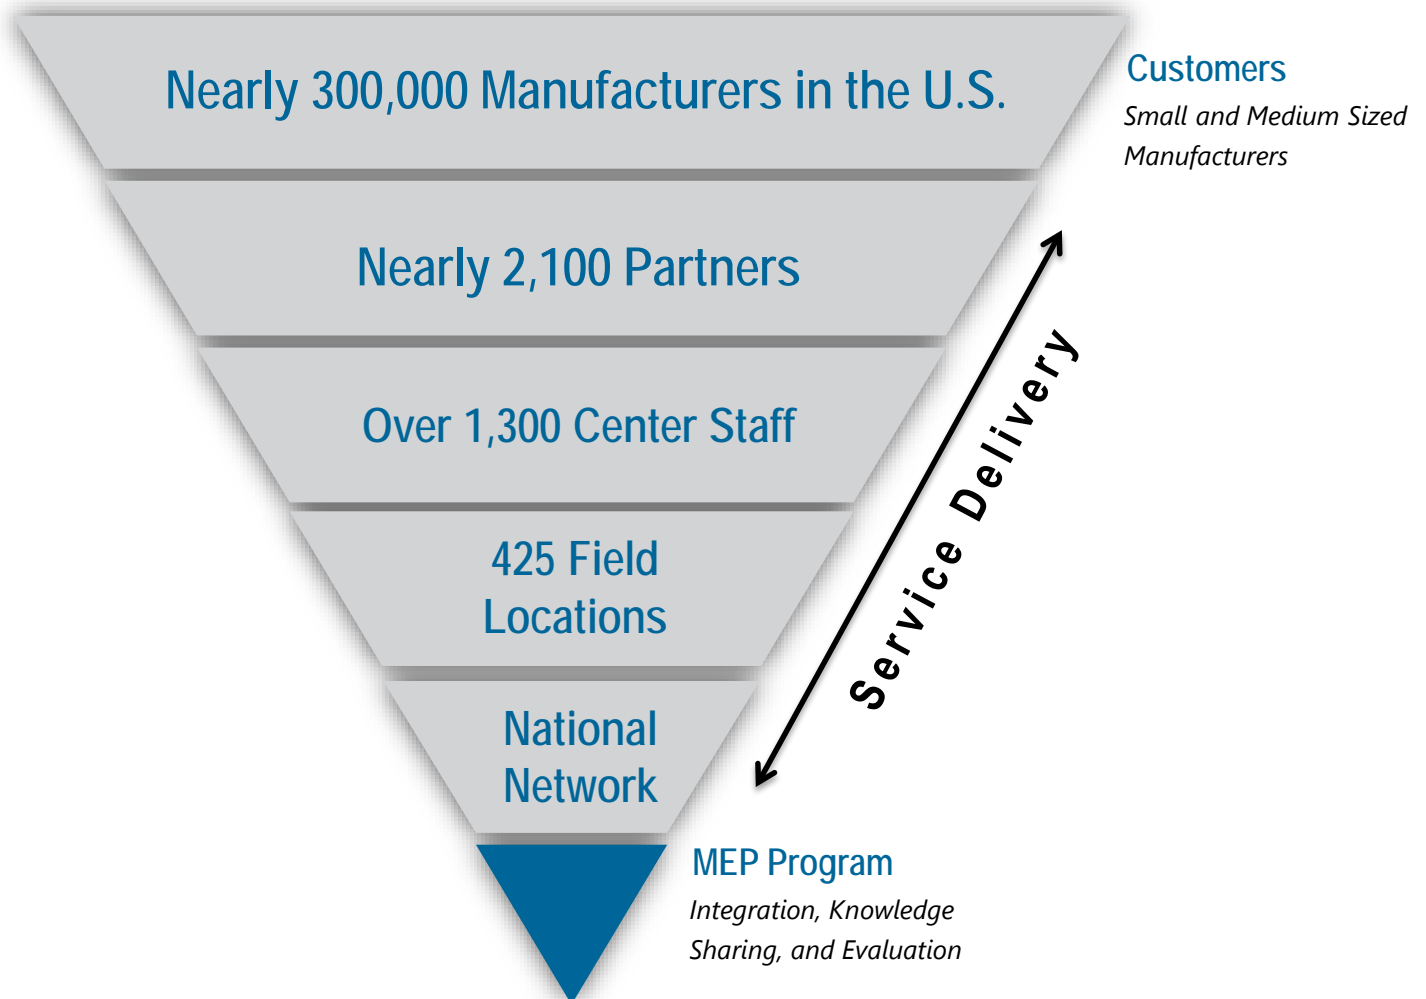 Nearly 300,000 Manufacturers in the U.S.
Customers
Small and Medium Sized
Manufacturers
Nearly 2,100 Partners
Over 1,300 Center Staff
Service Delivery
425 Field
Locations
National
Network
MEP Program
Integration, Knowledge
Sharing, and Evaluation